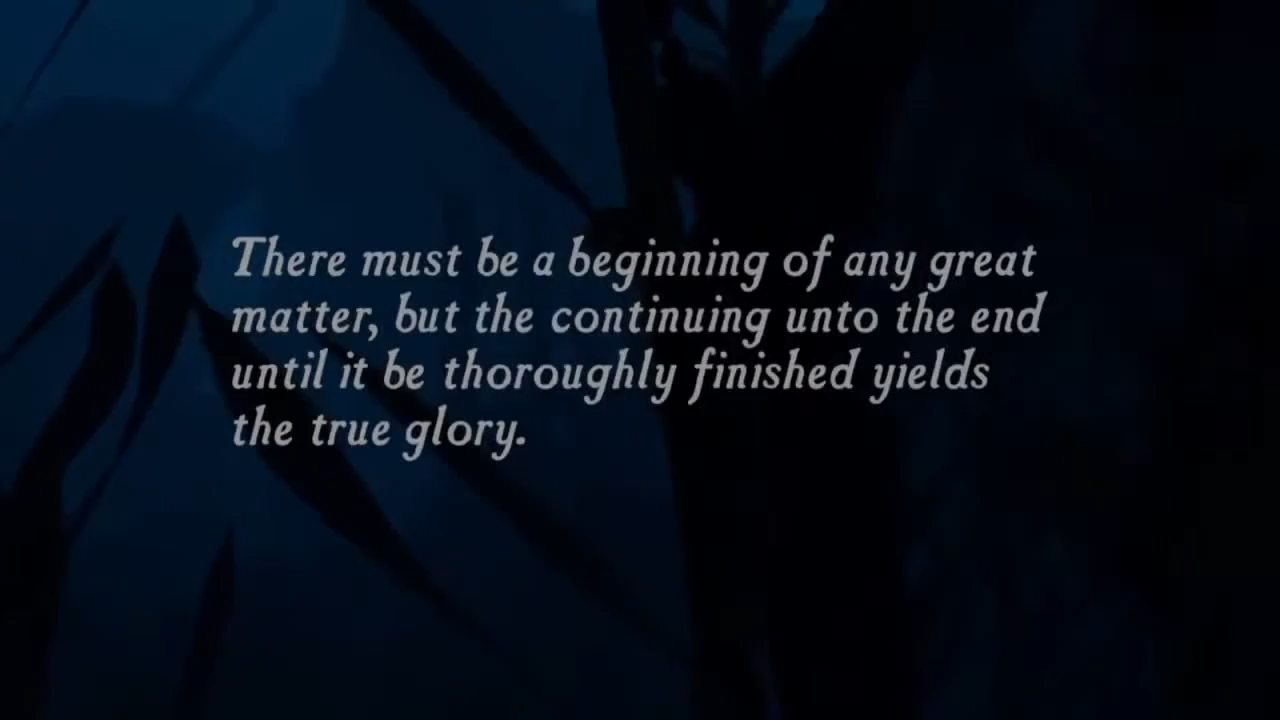 There must be a beginning of any great
matter, but the continuing unto the end
until it be thoroughly finished yields
the true glory.